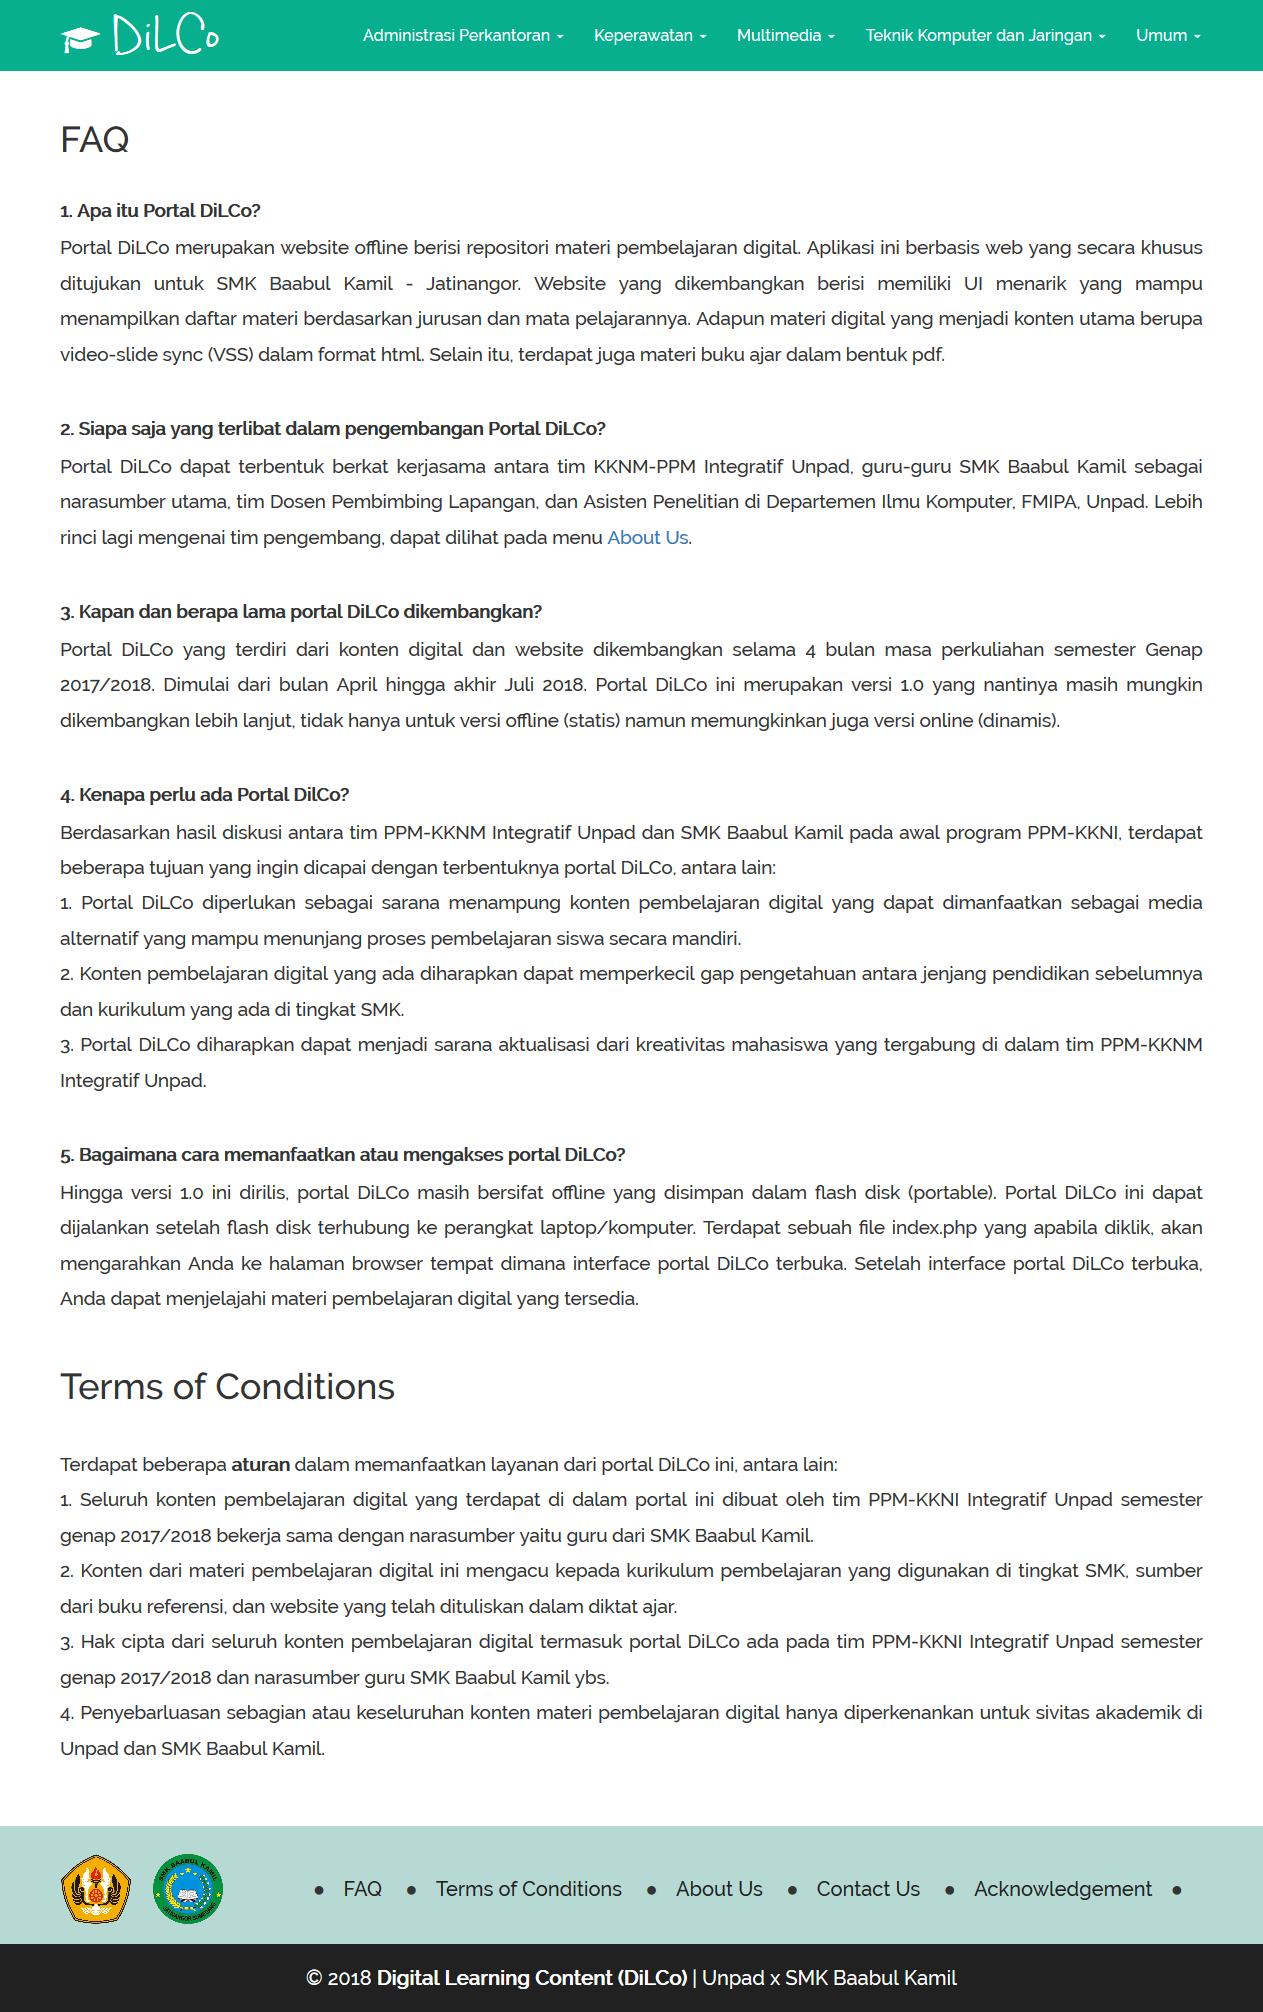 DiLCo
Administrasi Perkantoran Keperawatan Multimedia Teknik Komputer dan Jaringan Umum
FAQ
1. Apa itu Portal DiLCo?
Portal DiLCo merupakan website offline berisi repositori materi pembelajaran digital. Aplikasi ini berbasis web yang secara khusus
ditujukan untuk SMK Baabul Kamil - Jatinangor. Website yang dikembangkan berisi memiliki UI menarik yang mampu
menampilkan daftar materi berdasarkan jurusan dan mata pelajarannya. Adapun materi digital yang menjadi konten utama berupa
video-slide sync (VSS) dalam format html. Selain itu, terdapat juga materi buku ajar dalam bentuk pdf.
2. Siapa saja yang terlibat dalam pengembangan Portal DiLCo?
Portal DiLCo dapat terbentuk berkat kerjasama antara tim KKNM-PPM Integratif Unpad, guru-guru SMK Baabul Kamil sebagai
narasumber utama, tim Dosen Pembimbing Lapangan, dan Asisten Penelitian di Departemen Ilmu Komputer, FMIPA, Unpad. Lebih
rinci lagi mengenai tim pengembang, dapat dilihat pada menu About Us.
3. Kapan dan berapa lama portal DiLCo dikembangkan?
Portal DiLCo yang terdiri dari konten digital dan website dikembangkan selama 4 bulan masa perkuliahan semester Genap
2017/2018. Dimulai dari bulan April hingga akhir Juli 2018. Portal DiLCo ini merupakan versi 1.0 yang nantinya masih mungkin
dikembangkan lebih lanjut, tidak hanya untuk versi offline (statis) namun memungkinkan juga versi online (dinamis).
4. Kenapa perlu ada Portal DilCo?
Berdasarkan hasil diskusi antara tim PPM-KKNM Integratif Unpad dan SMK Baabul Kamil pada awal program PPM-KKNI, terdapat
beberapa tujuan yang ingin dicapai dengan terbentuknya portal DiLCo, antara lain:
1. Portal DiLCo diperlukan sebagai sarana menampung konten pembelajaran digital yang dapat dimanfaatkan sebagai media
alternatif yang mampu menunjang proses pembelajaran siswa secara mandiri.
2. Konten pembelajaran digital yang ada diharapkan dapat memperkecil gap pengetahuan antara jenjang pendidikan sebelumnya
dan kurikulum yang ada di tingkat SMK.
3. Portal DiLCo diharapkan dapat menjadi sarana aktualisasi dari kreativitas mahasiswa yang tergabung di dalam tim PPM-KKNM
Integratif Unpad.
5. Bagaimana cara memanfaatkan atau mengakses portal DiLCo?
Hingga versi 1.0 ini dirilis, portal DiLCo masih bersifat offline yang disimpan dalam flash disk (portable). Portal DiLCo ini dapat
dijalankan setelah flash disk terhubung ke perangkat laptop/komputer. Terdapat sebuah file index.php yang apabila diklik, akan
mengarahkan Anda ke halaman browser tempat dimana interface portal DiLCo terbuka. Setelah interface portal DiLCo terbuka,
Anda dapat menjelajahi materi pembelajaran digital yang tersedia.
Terms of Conditions
Terdapat beberapa aturan dalam memanfaatkan layanan dari portal DiLCo ini, antara lain:
1. Seluruh konten pembelajaran digital yang terdapat di dalam portal ini dibuat oleh tim PPM-KKNI Integratif Unpad semester
genap 2017/2018 bekerja sama dengan narasumber yaitu guru dari SMK Baabul Kamil.
2. Konten dari materi pembelajaran digital ini mengacu kepada kurikulum pembelajaran yang digunakan di tingkat SMK, sumber
dari buku referensi, dan website yang telah dituliskan dalam diktat ajar.
3. Hak cipta dari seluruh konten pembelajaran digital termasuk portal DiLCo ada pada tim PPM-KKNI Integratif Unpad semester
genap 2017/2018 dan narasumber guru SMK Baabul Kamil ybs.
4. Penyebarluasan sebagian atau keseluruhan konten materi pembelajaran digital hanya diperkenankan untuk sivitas akademik di
Unpad dan SMK Baabul Kamil.
SMK BAABUL KAMIL
● FAQ ● Terms of Conditions ● About Us ● Contact Us ● Acknowledgement ●
© 2018 Digital Learning Content (DiLCo) | Unpad x SMK Baabul Kamil